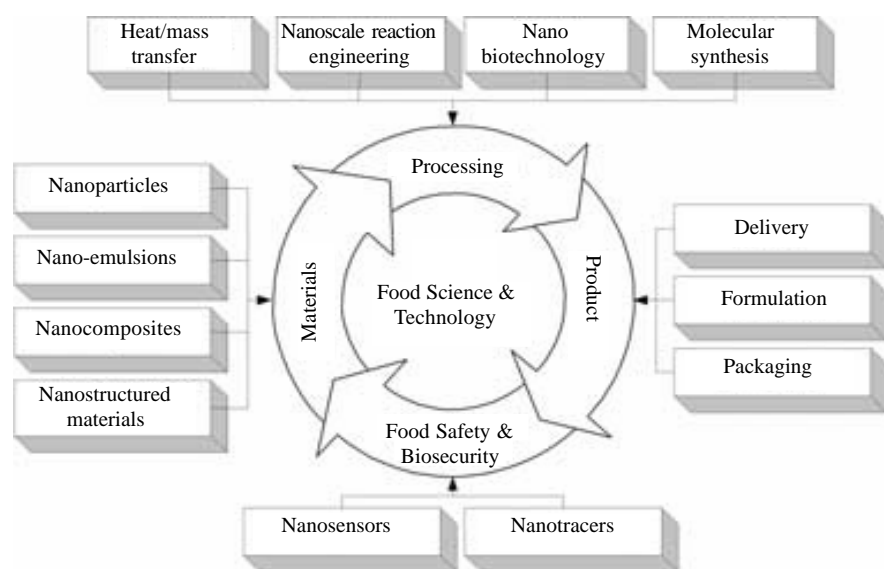 Heat/mass
transfer
Nanoscale reaction
engineering
Nano
biotechnology
Molecular
synthesis
Processing
Nanoparticles
Nano-emulsions
Nanocomposites
Nanostructured
materials
Materials
Food Science &
Technology
Product
Delivery
Formulation
Packaging
Food Safety &
Biosecurity
Nanosensors
Nanotracers